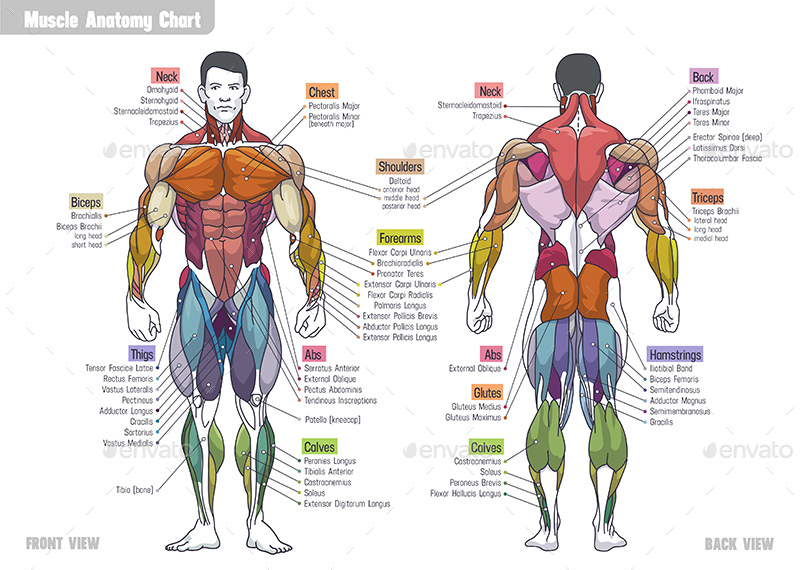 Muscle Anatomy Chart
Neck
Omohyoid
Sternohyoid
Sternocleidomastoid
Trapezius
Chest
Pectoralis Major
Pectoralis Minor
[beneath major]
Shoulders
Deltoid
anterior head
middle head
posterior head
Biceps
Brachialis
Biceps Brachii
long head
short head
Forearms
Flexor Carpi Ulnaris
Brachioradialis
Pronator Teres
Extensor Carpi Ulnaris
Flexor Carpi Radialis
Palmaris Longus
Extensor Pollicis Brevis
Abductor Pollicis Longus
Extensor Pollicis Longus
Thigs
Tensor Fasciae Latae
Rectus Femoris
Vastus Lateralis
Pectineus
Adductor Longus
Gracilis
Sartorius
Vastus Medialis
Tibia [bone]
Abs
Serratus Anterior
External Oblique
Rectus Abdominis
Tendinous Inscreptions
Patella [kneecap]
Calves
Peronies Longus
Tibialis Anterior
Gastrocnemius
Soleus
Extensor Digitorum Longus
FRONT VIEW
Neck
Sternocleidomastoid
Trapezius
Back
Rhomboid Major
Ifraspinatus
Teres Major
Teres Minor
Erector Spinae [deep]
Latissimus Dorsi
Thoracolumbar Fascia
Triceps
Triceps Brachii
lateral head
long head
medial head
Abs
External Oblique
Glutes
Gluteus Medius
Gluteus Maximus
Hamstrings
Iliotibial Band
Biceps Femoris
Semitendinosus
Adductor Magnus
Semimembranosus
Gracilis
Calves
Gastrocnemius
Soleus
Peroneus Brevis
Flexor Hallucis Longus
BACK VIEW
envato
envato
envato
envato
envato
envato
envato
envato
envato